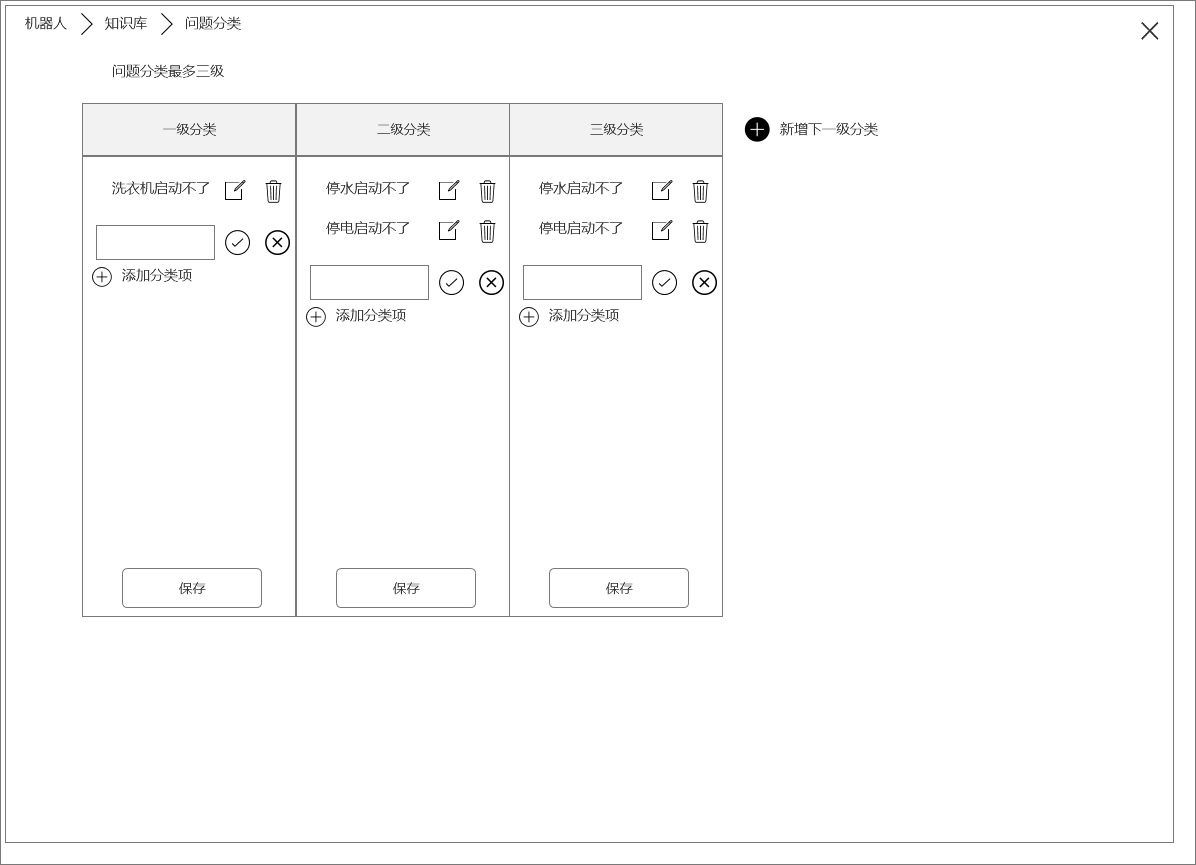 机器人 知识库 问题分类
问题分类最多三级
一级分类 二级分类 三级分类 新增下一级分类
洗衣机启动不了 停水启动不了 停水启动不了
停电启动不了 停电启动不了
添加分类项
添加分类项 添加分类项
保存 保存 保存